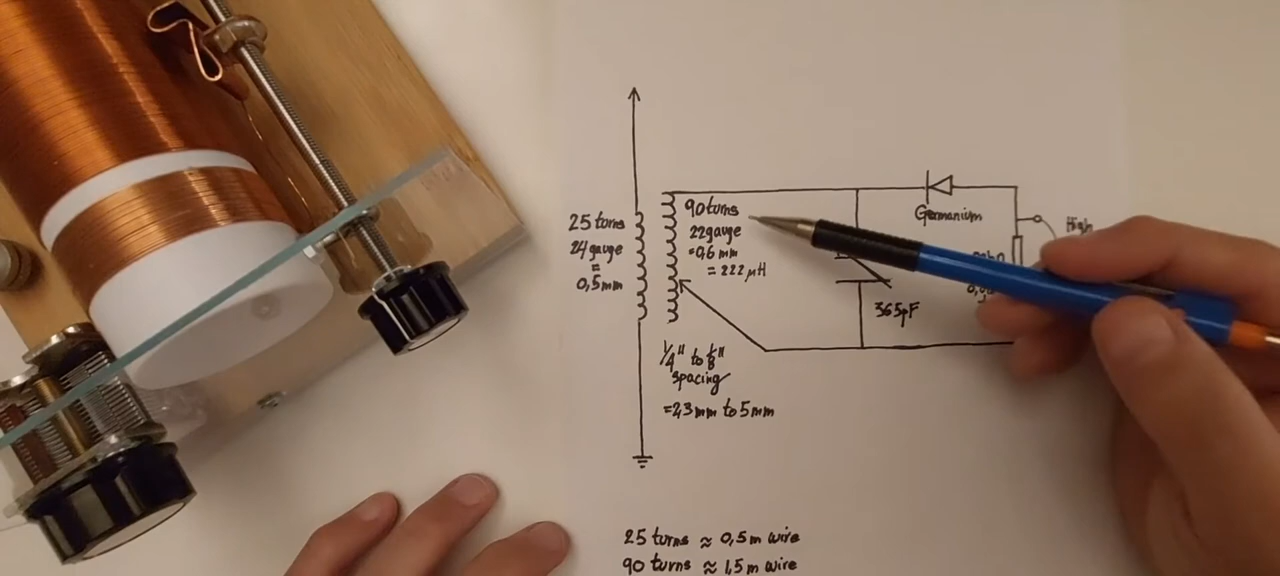 25 turns
24 gauge
=
0,5mm
90 turns
22 gauge
=0,6 mm
= 222 µH
Germanium
High
365pF
1/4" to 1/8"
spacing
=2,3mm to 5mm
25 turns ≈ 0,5m wire
90 turns ≈ 1,5m wire